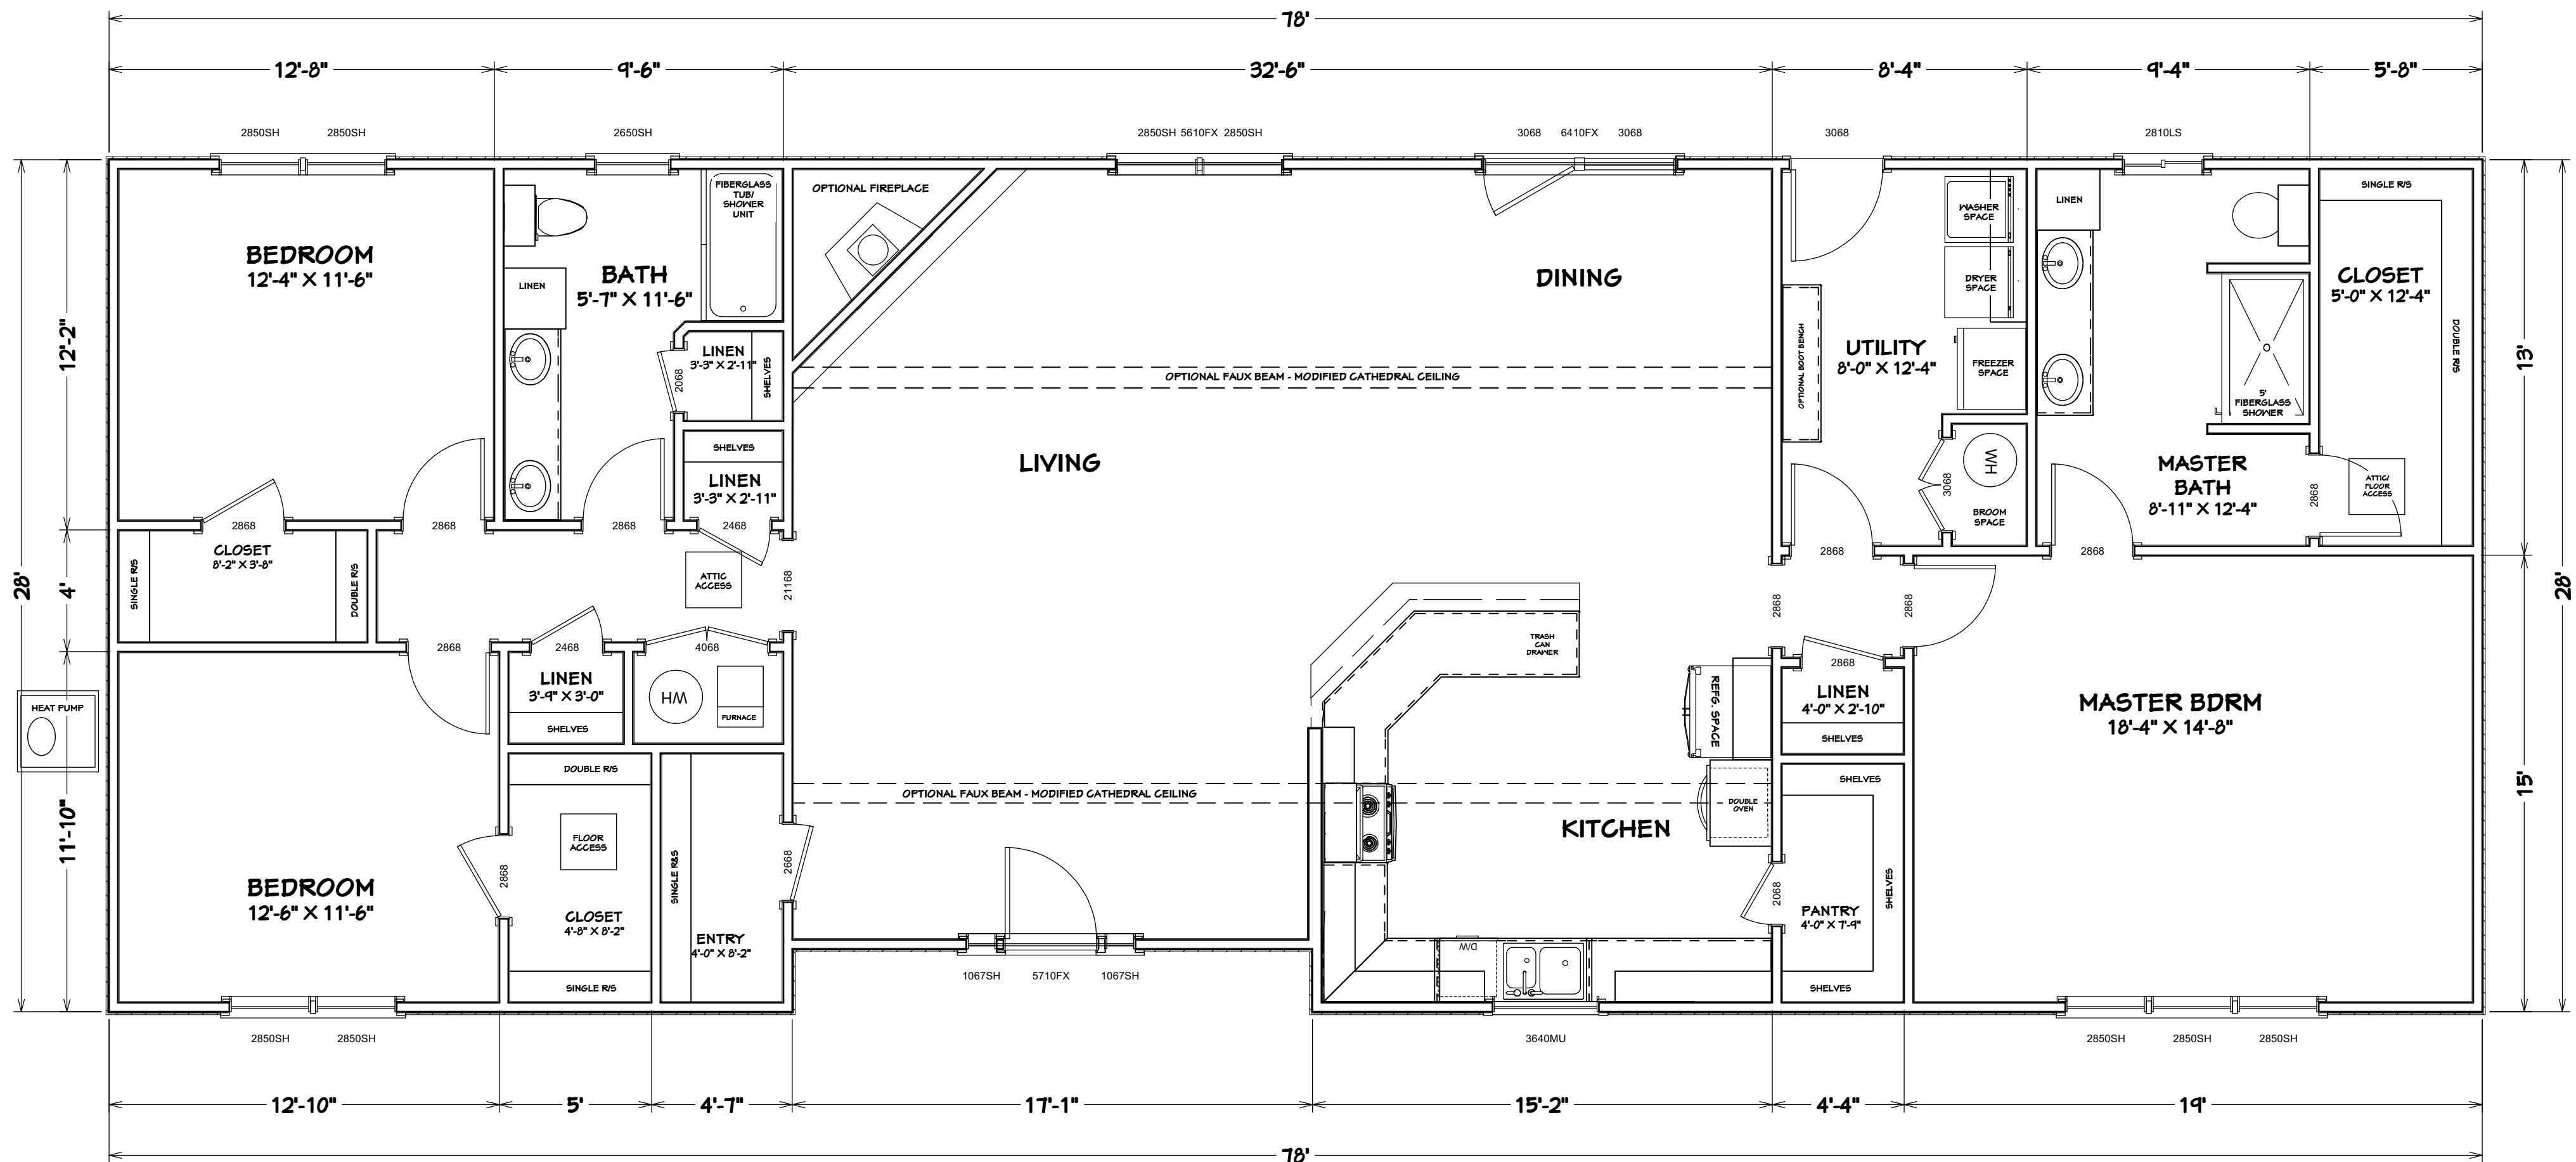 78'
12'-8"
9'-6"
32'-6"
8'-4"
9'-4"
5'-8"
2850SH
2850SH
2650SH
2850SH 5610FX 2850SH
3068
6410FX
3068
3068
2810LS
BEDROOM
12'-4" X 11'-6"
LINEN
BATH
5'-7" X 11'-6"
FIBERGLASS
TUB/
SHOWER
UNIT
OPTIONAL FIREPLACE
LINEN
3'-3" X 2'-11"
SHELVES
2068
SHELVES
LINEN
3'-3" X 2'-11"
DINING
OPTIONAL FAUX BEAM - MODIFIED CATHEDRAL CEILING
LIVING
OPTIONAL BOOT BENCH
UTILITY
8'-0" X 12'-4"
WASHER
SPACE
DRYER
SPACE
FREEZER
SPACE
WH
3068
BROOM
SPACE
LINEN
5'
FIBERGLASS
SHOWER
MASTER
BATH
8'-11" X 12'-4"
SINGLE R/S
CLOSET
5'-0" X 12'-4"
DOUBLE R/S
ATTIC/
FLOOR
ACCESS
2868
12'-2"
28'
4'
11'-10"
13'
28'
15'
2868
2868
2868
2468
2868
2868
SINGLE R/S
CLOSET
8'-2" X 3'-8"
DOUBLE R/S
ATTIC
ACCESS
21168
2868
2868
2868
2468
4068
2868
HEAT PUMP
LINEN
3'-9" X 3'-0"
SHELVES
WH
FURNACE
TRASH
CAN
DRAWER
REFG. SPACE
LINEN
4'-0" X 2'-10"
SHELVES
MASTER BDRM
18'-4" X 14'-8"
DOUBLE R/S
FLOOR
ACCESS
2868
CLOSET
4'-8" X 8'-2"
SINGLE R/S
SINGLE R&S
ENTRY
4'-0" X 8'-2"
2668
OPTIONAL FAUX BEAM - MODIFIED CATHEDRAL CEILING
DOUBLE
OVEN
KITCHEN
D/W
2068
SHELVES
SHELVES
PANTRY
4'-0" X 7'-9"
SHELVES
BEDROOM
12'-6" X 11'-6"
1067SH
5710FX
1067SH
2850SH
2850SH
3640MU
2850SH
2850SH
2850SH
12'-10"
5'
4'-7"
17'-1"
15'-2"
4'-4"
19'
78'